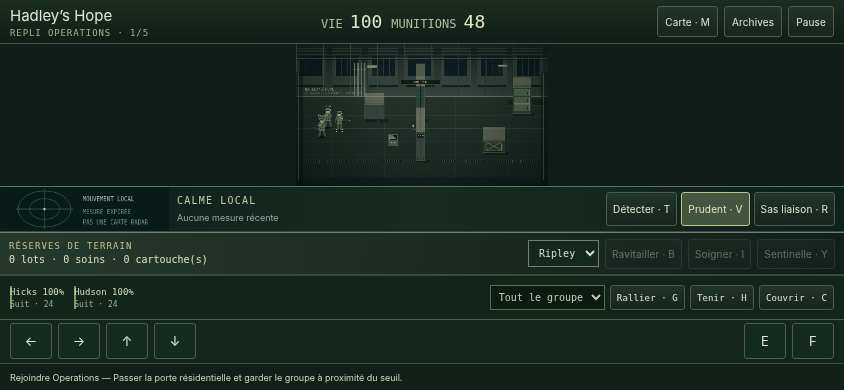 Hadley's Hope
REPLI OPERATIONS · 1/5
VIE 100 MUNITIONS 48
Carte · M
Archives
Pause
MOUVEMENT LOCAL
MESURE EXPIRÉE
PAS UNE CARTE RADAR
CALME LOCAL
Aucune mesure récente
Détecter · T
Prudent · V
Sas liaison · R
RÉSERVES DE TERRAIN
0 lots · 0 soins · 0 cartouche(s)
Ripley
Ravitailler · B
Soigner · I
Sentinelle · Y
Hicks 100%
Suit · 24
Hudson 100%
Suit · 24
Tout le groupe
Rallier · G
Tenir · H
Couvrir · C
←
→
↑
↓
E
F
Rejoindre Operations — Passer la porte résidentielle et garder le groupe à proximité du seuil.